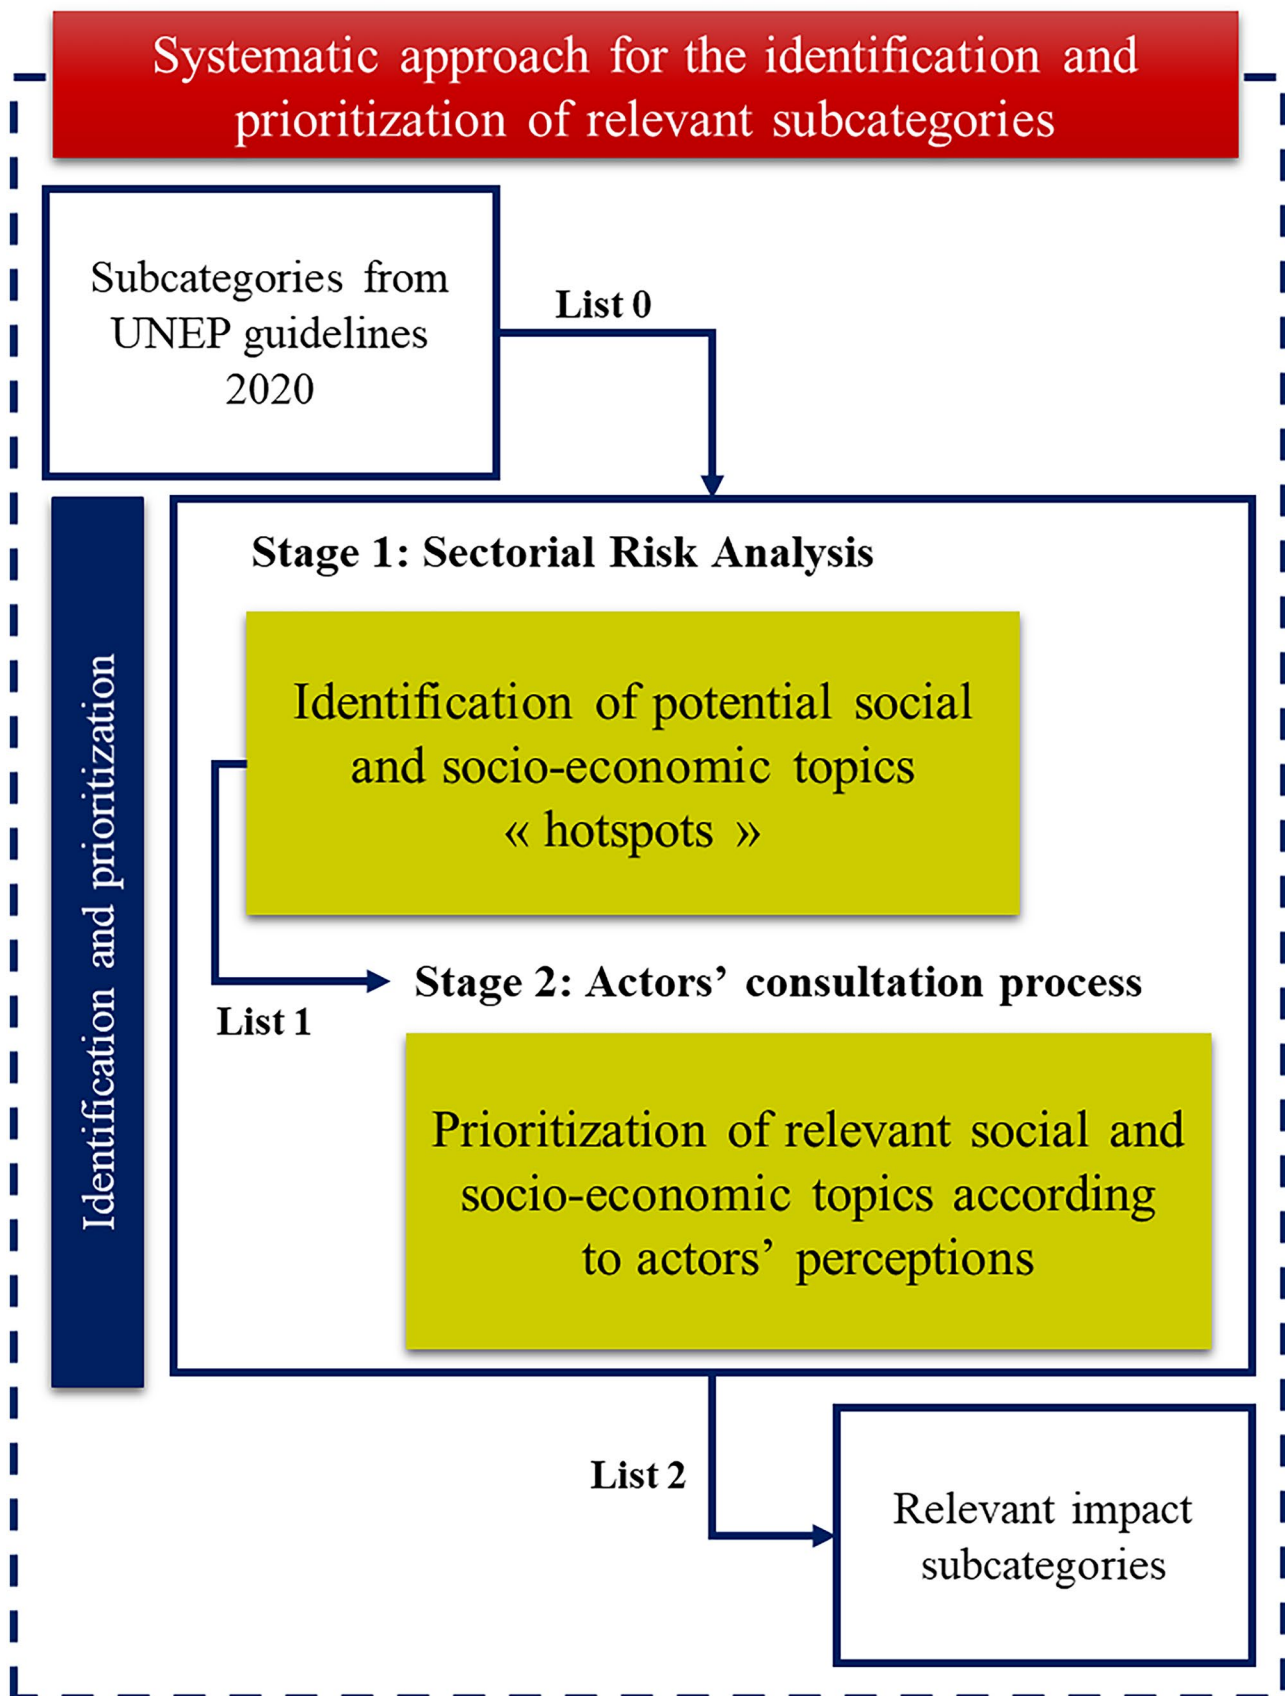 Systematic approach for the identification and
prioritization of relevant subcategories
Subcategories from
UNEP guidelines
2020
List 0
Identification and prioritization
Stage 1: Sectorial Risk Analysis
Identification of potential social
and socio-economic topics
« hotspots »
List 1
Stage 2: Actors’ consultation process
Prioritization of relevant social and
socio-economic topics according
to actors’ perceptions
List 2
Relevant impact
subcategories